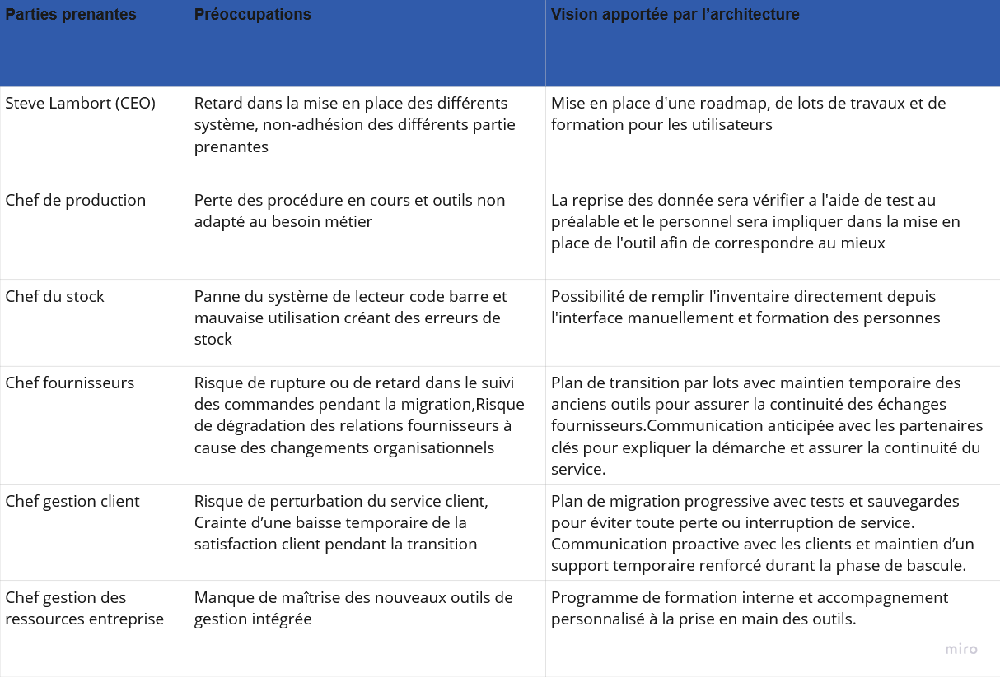 Parties prenantes
Préoccupations
Vision apportée par l’architecture
Steve Lambort (CEO)
Retard dans la mise en place des différents
système, non-adhésion des différents partie
prenantes
Mise en place d'une roadmap, de lots de travaux et de
formation pour les utilisateurs
Chef de production
Perte des procédure en cours et outils non
adapté au besoin métier
La reprise des donnée sera vérifier a l'aide de test au
préalable et le personnel sera impliquer dans la mise en
place de l'outil afin de correspondre au mieux
Chef du stock
Panne du système de lecteur code barre et
mauvaise utilisation créant des erreurs de
stock
Possibilité de remplir l'inventaire directement depuis
l'interface manuellement et formation des personnes
Chef fournisseurs
Risque de rupture ou de retard dans le suivi
des commandes pendant la migration,Risque
de dégradation des relations fournisseurs à
cause des changements organisationnels
Plan de transition par lots avec maintien temporaire des
anciens outils pour assurer la continuité des échanges
fournisseurs.Communication anticipée avec les partenaires
clés pour expliquer la démarche et assurer la continuité du
service.
Chef gestion client
Risque de perturbation du service client,
Crainte d’une baisse temporaire de la
satisfaction client pendant la transition
Plan de migration progressive avec tests et sauvegardes
pour éviter toute perte ou interruption de service.
Communication proactive avec les clients et maintien d’un
support temporaire renforcé durant la phase de bascule.
Chef gestion des
ressources entreprise
Manque de maîtrise des nouveaux outils de
gestion intégrée
Programme de formation interne et accompagnement
personnalisé à la prise en main des outils.
miro